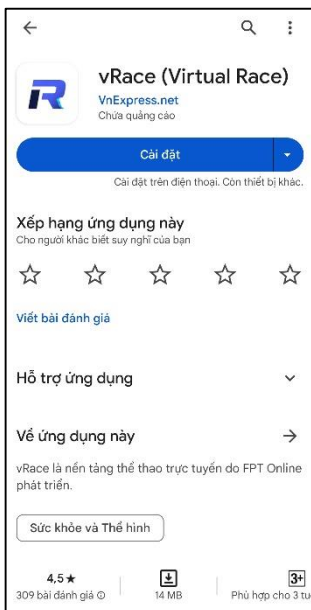 vRace (Virtual Race)
VnExpress.net
Chứa quảng cáo
Cài đặt
Cài đặt trên điện thoại. Còn thiết bị khác.
Xếp hạng ứng dụng này
Cho người khác biết suy nghĩ của bạn
Viết bài đánh giá
Hỗ trợ ứng dụng
Về ứng dụng này
vRace là nền tảng thể thao trực tuyến do FPT Online
phát triển.
Sức khỏe và Thể hình
4,5★ 3+
309 bài đánh giá 14 MB Phù hợp cho 3 tu